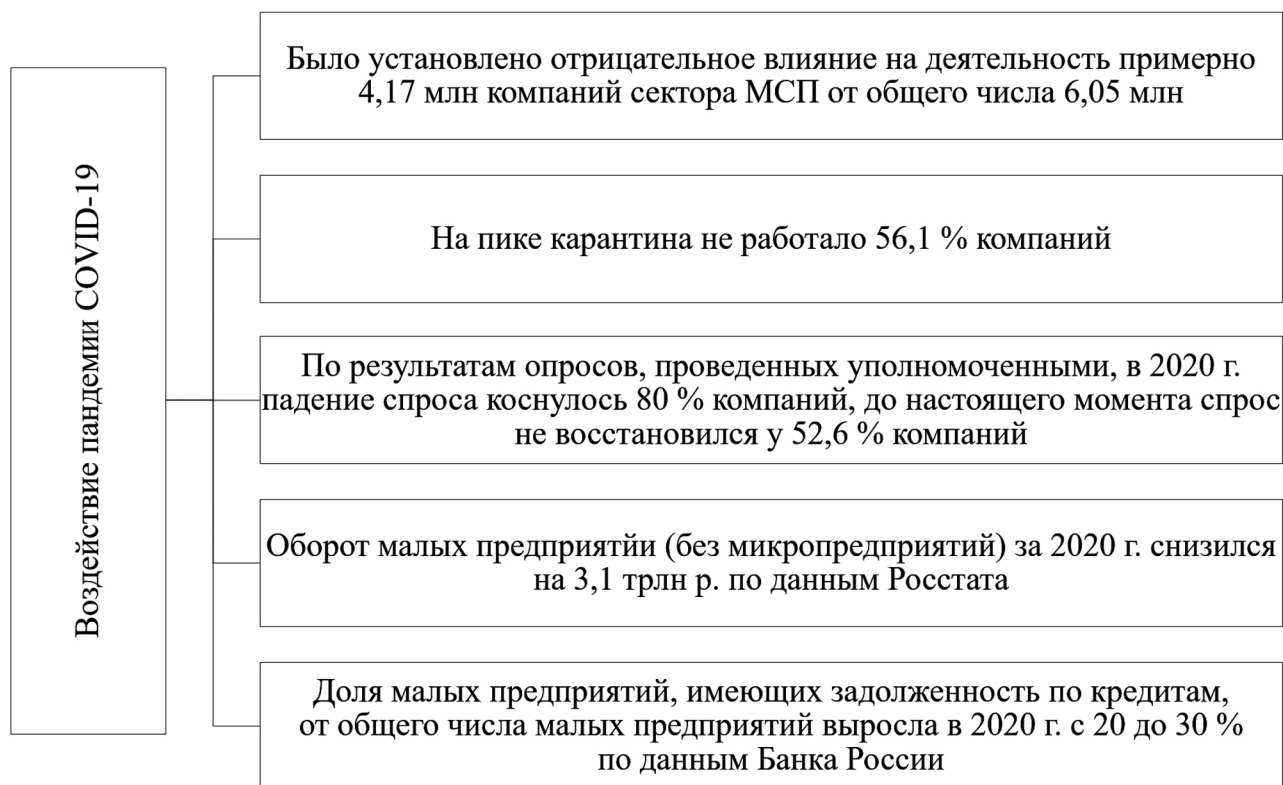 Воздействие пандемии COVID-19
Было установлено отрицательное влияние на деятельность примерно
4,17 млн компаний сектора МСП от общего числа 6,05 млн
На пике карантина не работало 56,1 % компаний
По результатам опросов, проведенных уполномоченными, в 2020 г.
падение спроса коснулось 80 % компаний, до настоящего момента спрос
не восстановился у 52,6 % компаний
Оборот малых предприятйи (без микропредприятий) за 2020 г. снизился
на 3,1 трлн р. по данным Росстата
Доля малых предприятий, имеющих задолженность по кредитам,
от общего числа малых предприятий выросла в 2020 г. с 20 до 30 %
по данным Банка России